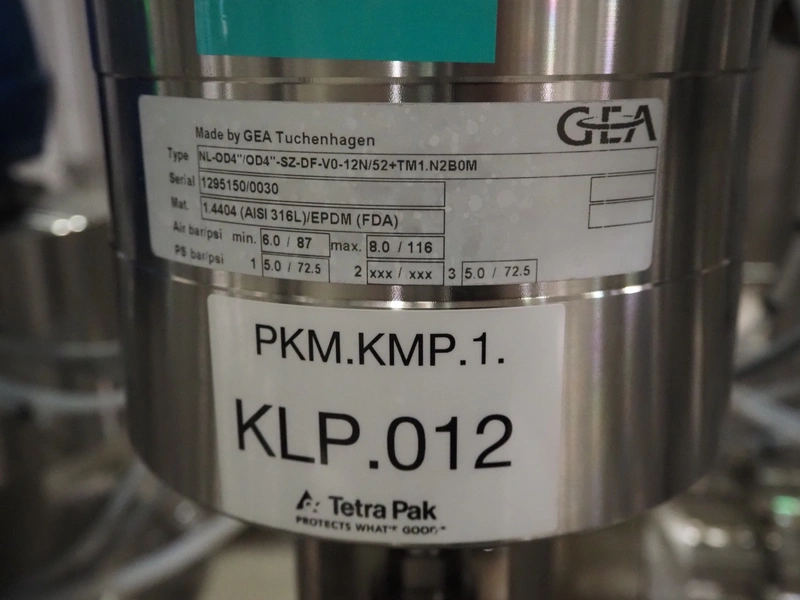 GEA
Made by GEA Tuchenhagen
Type NL-OD4"/OD4"-SZ-DF-V0-12N/52+TM1.N2B0M
Serial 1295150/0030
Mat. 1.4404 (AISI 316L)/EPDM (FDA)
Air bar/psi min. 6.0 / 87 max. 8.0 / 116
PS bar/psi 1 5.0 / 72.5 2 xxx / xxx 3 5.0 / 72.5
PKM.KMP.1.
KLP.012
Tetra Pak
PROTECTS WHAT'S GOOD™